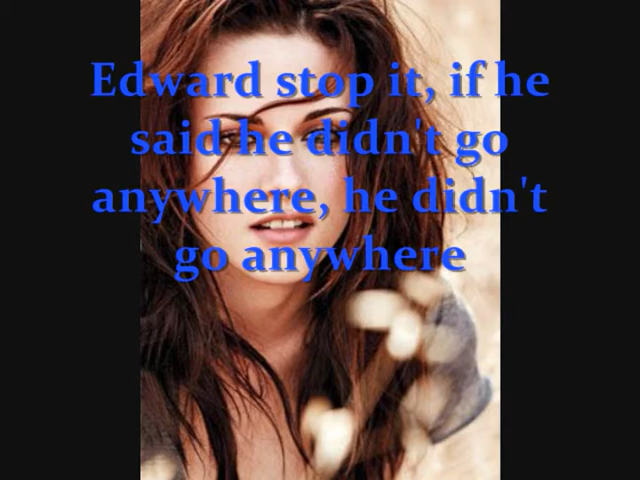 Edward stop it, if he
said he didn't go
anywhere, he didn't
go anywhere